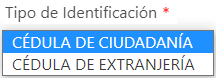 Tipo de Identificación *
CÉDULA DE CIUDADANÍA
CÉDULA DE EXTRANJERÍA